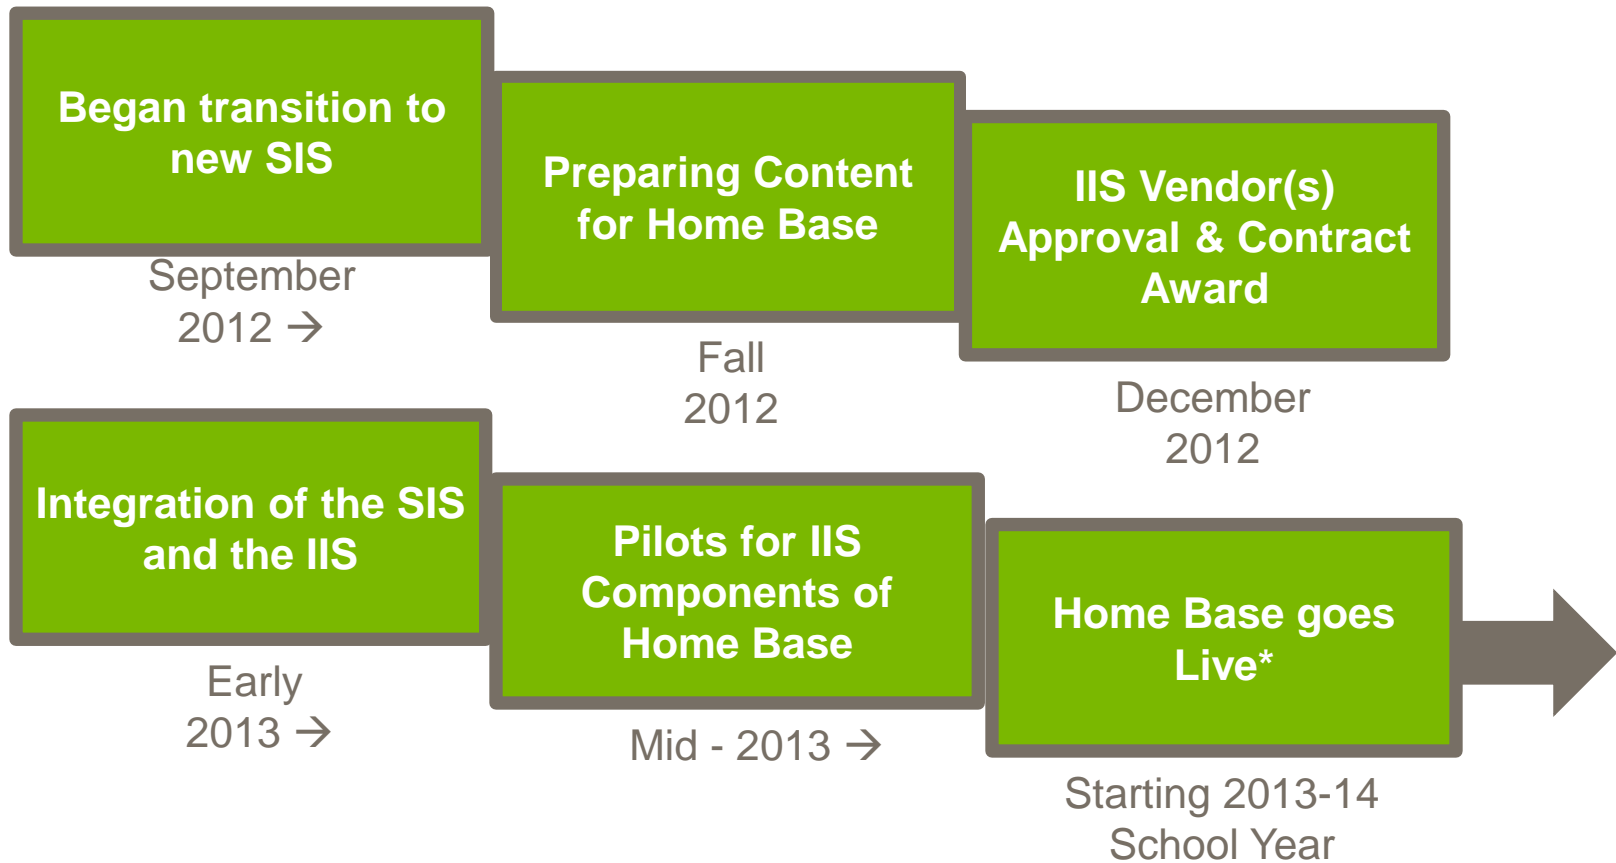 Began transition to
new SIS
September
2012 →
Preparing Content
for Home Base
Fall
2012
IIS Vendor(s)
Approval & Contract
Award
December
2012
Integration of the SIS
and the IIS
Early
2013 →
Pilots for IIS
Components of
Home Base
Mid - 2013 →
Home Base goes
Live*
Starting 2013-14
School Year